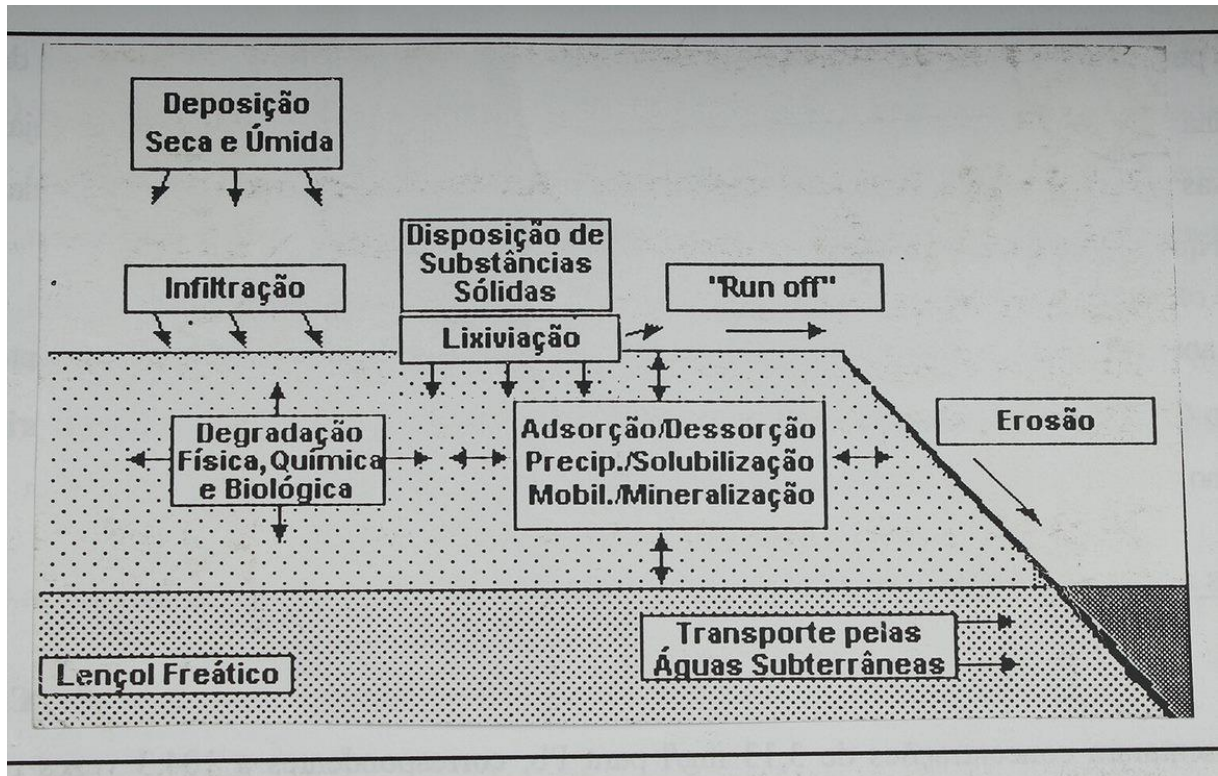 Deposição
Seca e Úmida
Disposição de
Substâncias
Sólidas
Infiltração
"Run off"
Lixiviação
Erosão
Degradação
Física, Química
e Biológica
Adsorção/Dessorção
Precip./Solubilização
Mobil./Mineralização
Transporte pelas
Águas Subterrâneas
Lençol Freático